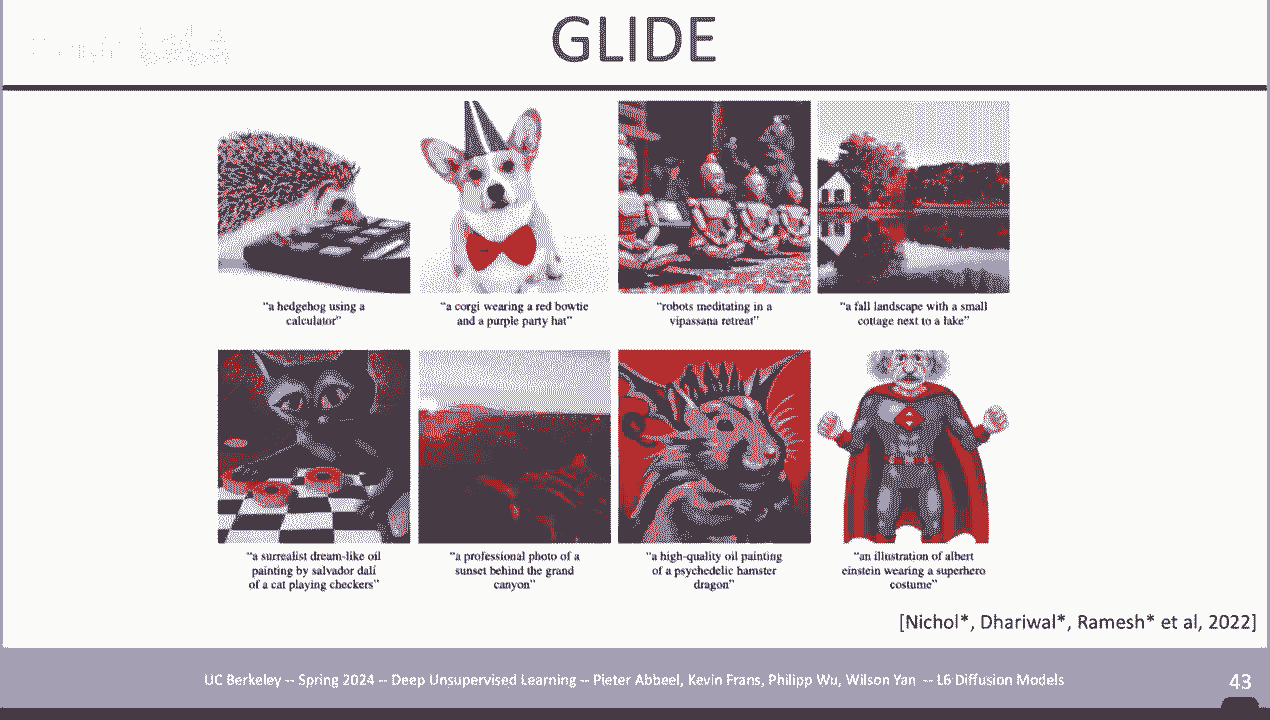 GLIDE
"a hedgehog using a
calculator"
"a corgi wearing a red bowtie
and a purple party hat"
"robots meditating in a
vipassana retreat"
"a fall landscape with a small
cottage next to a lake"
"a surrealist dream-like oil
painting by salvador dalí
of a cat playing checkers"
"a professional photo of a
sunset behind the grand
canyon"
"a high-quality oil painting
of a psychedelic hamster
dragon"
"an illustration of albert
einstein wearing a superhero
costume"
[Nichol*, Dhariwal*, Ramesh* et al, 2022]
UC Berkeley -- Spring 2024 -- Deep Unsupervised Learning -- Pieter Abbeel, Kevin Frans, Philipp Wu, Wilson Yan -- L6 Diffusion Models
43